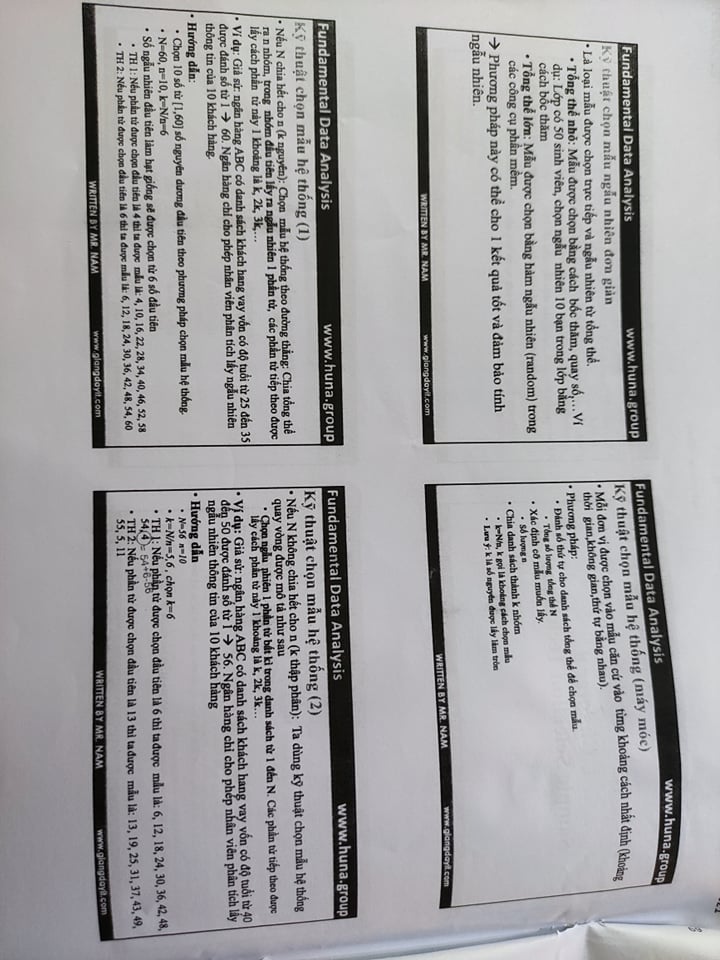 Fundamental Data Analysis www.huna.group
Kỹ thuật chọn mẫu ngẫu nhiên đơn giản
• Là loại mẫu được chọn trực tiếp và ngẫu nhiên từ tổng thể.
• Tổng thể nhỏ: Mẫu được chọn bằng cách bốc thăm, quay số,…Ví
dụ: Lớp có 50 sinh viên, chọn ngẫu nhiên 10 bạn trong lớp bằng
cách bốc thăm
• Tổng thể lớn: Mẫu được chọn bằng hàm ngẫu nhiên (random) trong
các công cụ phần mềm.
→ Phương pháp này có thể cho 1 kết quả tốt và đảm bảo tính
ngẫu nhiên.
WRITTEN BY MR. NAM www.giangdayit.com
Fundamental Data Analysis www.huna.group
Kỹ thuật chọn mẫu hệ thống (máy móc)
• Mỗi đơn vị được chọn vào mẫu căn cứ vào từng khoảng cách nhất định (khoảng
thời gian,không gian,thứ tự bằng nhau).
• Phương pháp:
• Đánh số thứ tự cho danh sách tổng thể để chọn mẫu.
• Tổng số lượng tổng thể N
• Xác định cỡ mẫu muốn lấy.
• Số lượng n
• Chia danh sách thành k nhóm
• k=N/n, k gọi là khoảng cách chọn mẫu
• Lưu ý: k là số nguyên được lấy làm tròn
WRITTEN BY MR. NAM www.giangdayit.com
Fundamental Data Analysis www.huna.group
Kỹ thuật chọn mẫu hệ thống (1)
• Nếu N chia hết cho n (k nguyên): Chọn mẫu hệ thống theo đường thẳng: Chia tổng thể
ra n nhóm, trong nhóm đầu tiên lấy ra ngẫu nhiên 1 phần tử, các phần tử tiếp theo được
lấy cách phần tử này 1 khoảng là k, 2k, 3k,…
• Ví dụ: Giả sử: ngân hàng ABC có danh sách khách hang vay vốn có độ tuổi từ 25 đến 35
được đánh số từ 1 → 60. Ngân hàng chỉ cho phép nhân viên phân tích lấy ngẫu nhiên
thông tin của 10 khách hàng.
• Hướng dẫn:
• Chọn 10 số từ [1,60] số nguyên dương đầu tiên theo phương pháp chọn mẫu hệ thống.
• N=60, n=10, k=N/n=6
• Số ngẫu nhiên đầu tiên làm hạt giống sẽ được chọn từ 6 số đầu tiên
• TH 1: Nếu phần tử được chọn đầu tiên là 4 thì ta được mẫu là: 4, 10, 16, 22, 28, 34, 40, 46, 52, 58
• TH 2: Nếu phần tử được chọn đầu tiên là 6 thì ta được mẫu là: 6, 12, 18, 24, 30, 36, 42, 48, 54, 60
WRITTEN BY MR. NAM www.giangdayit.com
Fundamental Data Analysis www.huna.group
Kỹ thuật chọn mẫu hệ thống (2)
• Nếu N không chia hết cho n (k thập phân): Ta dùng kỹ thuật chọn mẫu hệ thống
quay vòng được mô tả như sau
• Chọn ngẫu nhiên 1 phần tử bất kì trong danh sách từ 1 đến N. Các phần tử tiếp theo được
lấy cách phần tử này 1 khoảng là k, 2k, 3k…
• Ví dụ: Giả sử: ngân hàng ABC có danh sách khách hang vay vốn có độ tuổi từ 40
đến 50 được đánh số từ 1 → 56. Ngân hàng chỉ cho phép nhân viên phân tích lấy
ngẫu nhiên thông tin của 10 khách hàng
• Hướng dẫn
• N=56 n=10
• k=N/n=5,6 - chọn k=6
• TH 1: Nếu phần tử được chọn đầu tiên là 6 thì ta được mẫu là: 6, 12, 18, 24, 30, 36, 42, 48,
54, 4
• TH 2: Nếu phần tử được chọn đầu tiên là 13 thì ta được mẫu là: 13, 19, 25, 31, 37, 43, 49,
55, 5, 11
WRITTEN BY MR. NAM www.giangdayit.com